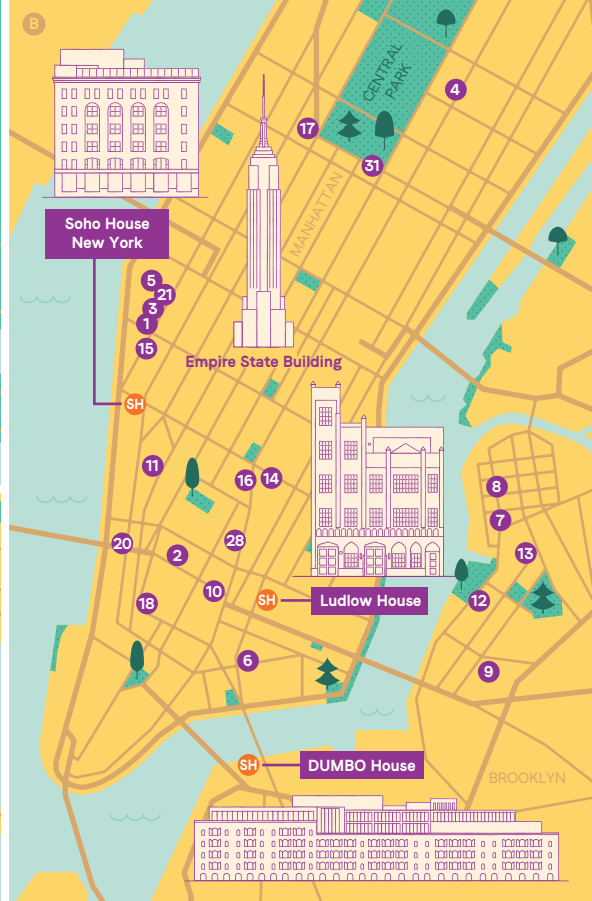 B
CENTRAL
PARK
4
17
31
MANHATTAN
Soho House
New York
5
21
3
1
15
Empire State Building
SH
11
16
14
8
7
20
2
28
13
18
10
SH
Ludlow House
12
6
9
SH
DUMBO House
BROOKLYN